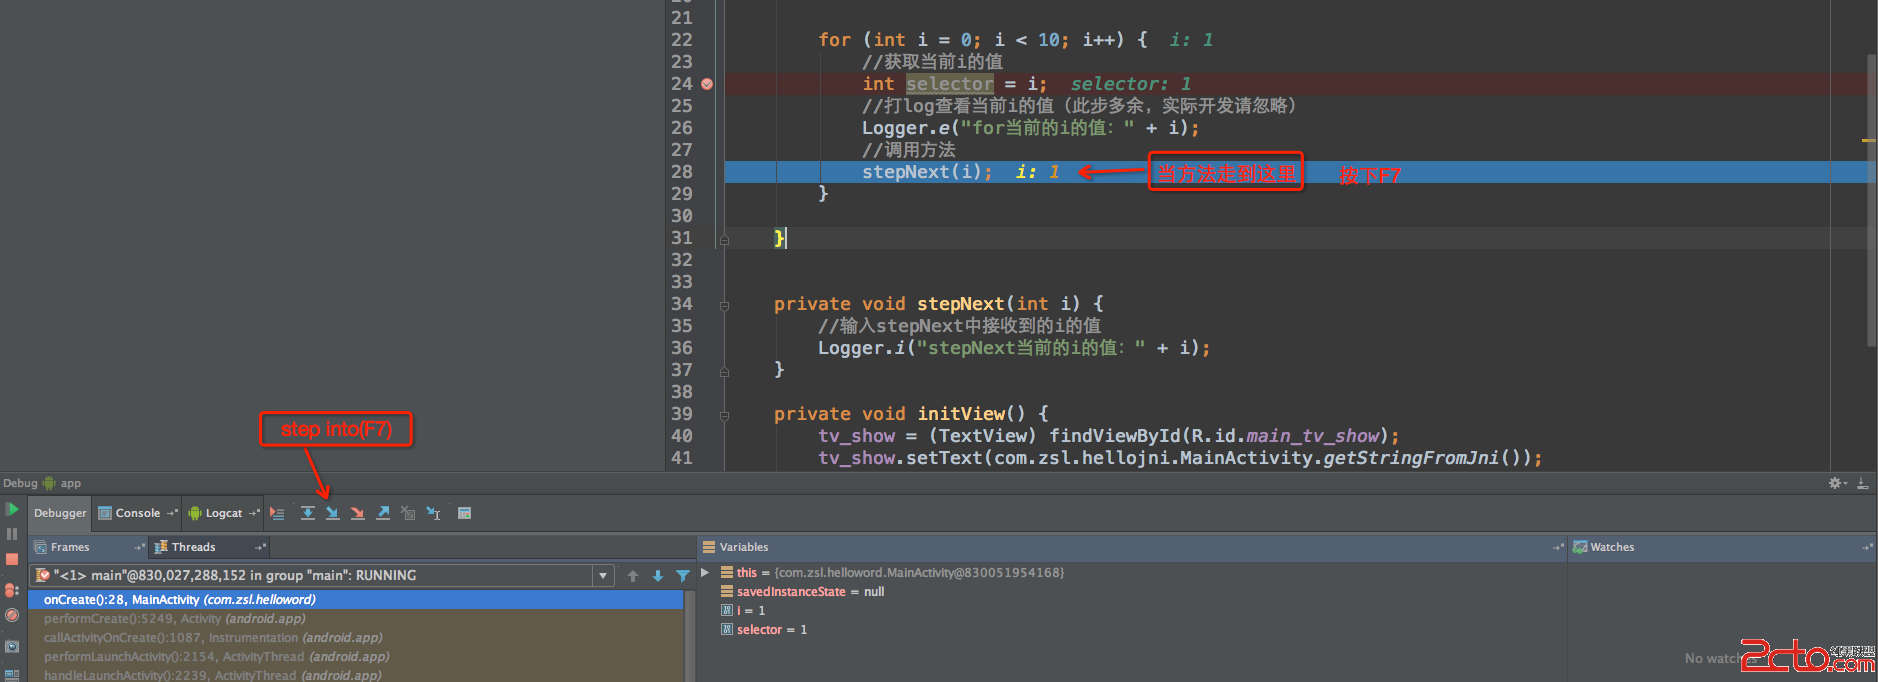 21
22 for (int i = 0; i < 10; i++) { i: 1
23 //获取当前i的值
24 int selector = i; selector: 1
25 //打log查看当前i的值（此步多余，实际开发请忽略）
26 Logger.e("for当前的i的值：" + i);
27 //调用方法
28 stepNext(i); i: 1 当方法走到这里 按下F7
29 }
30
31 }
32
33
34 private void stepNext(int i) {
35 //输入stepNext中接收到的i的值
36 Logger.i("stepNext当前的i的值：" + i);
37 }
38
39 private void initView() {
40 tv_show = (TextView) findViewById(R.id.main_tv_show);
41 tv_show.setText(com.zsl.hellojni.MainActivity.getStringFromJni());
step into(F7)
Debug app
Debugger Console Logcat
Frames Threads Variables Watches
"<1> main"@830,027,288,152 in group "main": RUNNING
onCreate():28, MainActivity (com.zsl.helloword)
performCreate():5249, Activity (android.app)
callActivityOnCreate():1087, Instrumentation (android.app)
performLaunchActivity():2154, ActivityThread (android.app)
handleLaunchActivity():2239, ActivityThread (android.app)
this = {com.zsl.helloword.MainActivity@830051954168}
savedInstanceState = null
i = 1
selector = 1
No watches
2cto.com